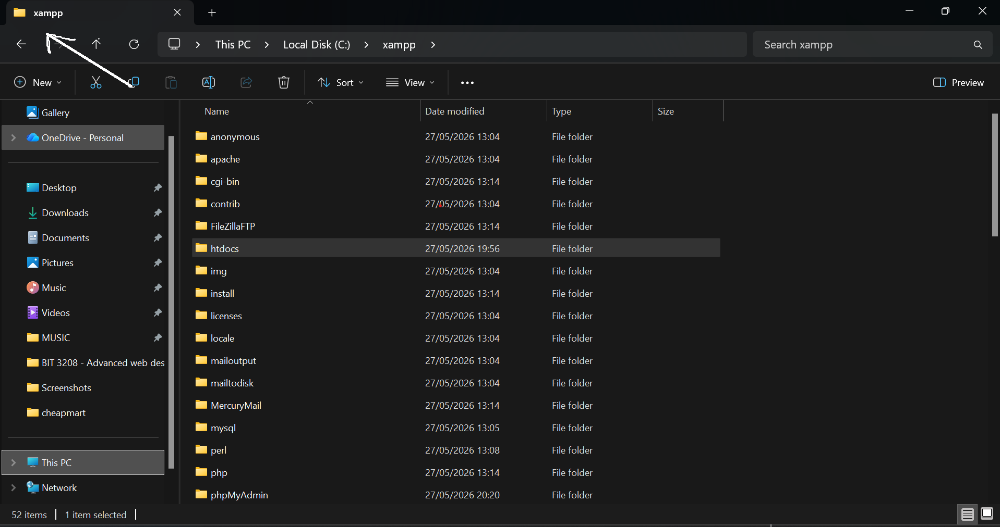 xampp
This PC > Local Disk (C:) > xampp >
Search xampp
New
Sort
View
Preview
Gallery
OneDrive - Personal
Desktop
Downloads
Documents
Pictures
Music
Videos
MUSIC
BIT 3208 - Advanced web des
Screenshots
cheapmart
This PC
Network
Name Date modified Type Size
anonymous 27/05/2026 13:04 File folder
apache 27/05/2026 13:04 File folder
cgi-bin 27/05/2026 13:14 File folder
contrib 27/05/2026 13:04 File folder
FileZillaFTP 27/05/2026 13:14 File folder
htdocs 27/05/2026 19:56 File folder
img 27/05/2026 13:04 File folder
install 27/05/2026 13:14 File folder
licenses 27/05/2026 13:04 File folder
locale 27/05/2026 13:04 File folder
mailoutput 27/05/2026 13:04 File folder
mailtodisk 27/05/2026 13:04 File folder
MercuryMail 27/05/2026 13:14 File folder
mysql 27/05/2026 13:05 File folder
perl 27/05/2026 13:08 File folder
php 27/05/2026 13:14 File folder
phpMyAdmin 27/05/2026 20:20 File folder
52 items 1 item selected